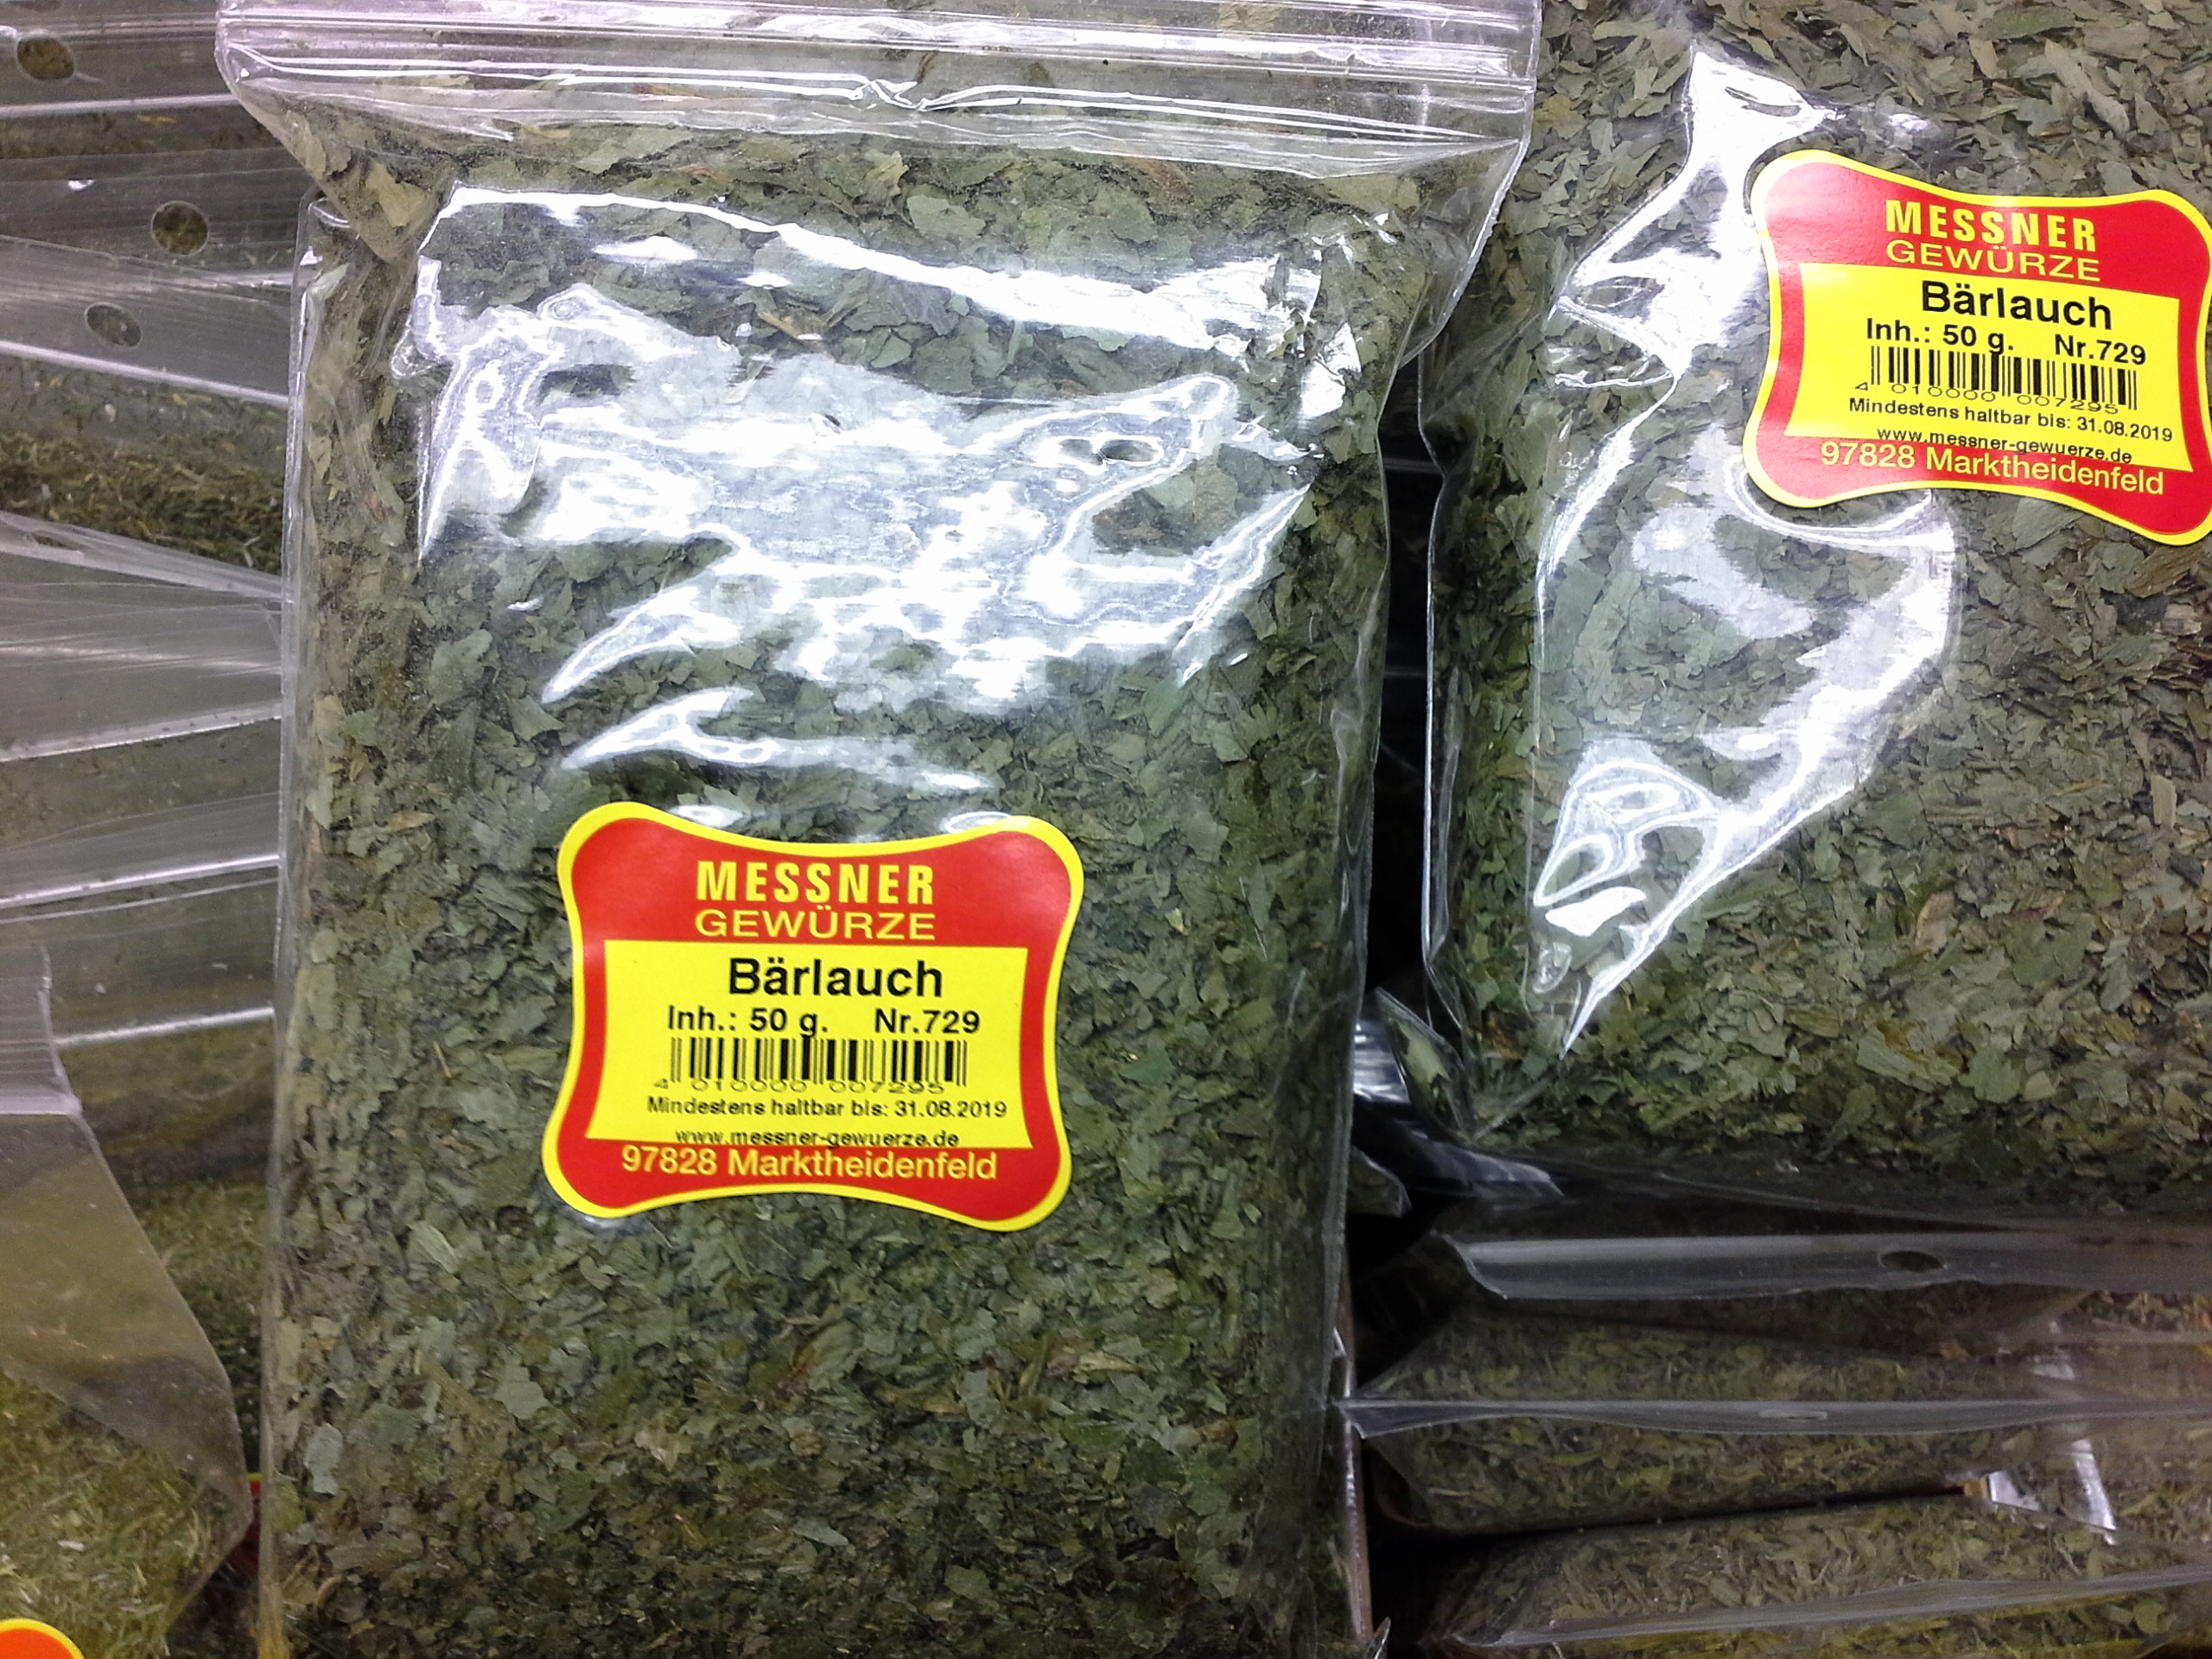 MESSNER
GEWÜRZE
Bärlauch
Inh.: 50 g. Nr.729
4 010000 007295
Mindestens haltbar bis: 31.08.2019
www.messner-gewuerze.de
97828 Marktheidenfeld
MESSNER
GEWÜRZE
Bärlauch
Inh.: 50 g. Nr.729
4 010000 007295
Mindestens haltbar bis: 31.08.2019
www.messner-gewuerze.de
97828 Marktheidenfeld